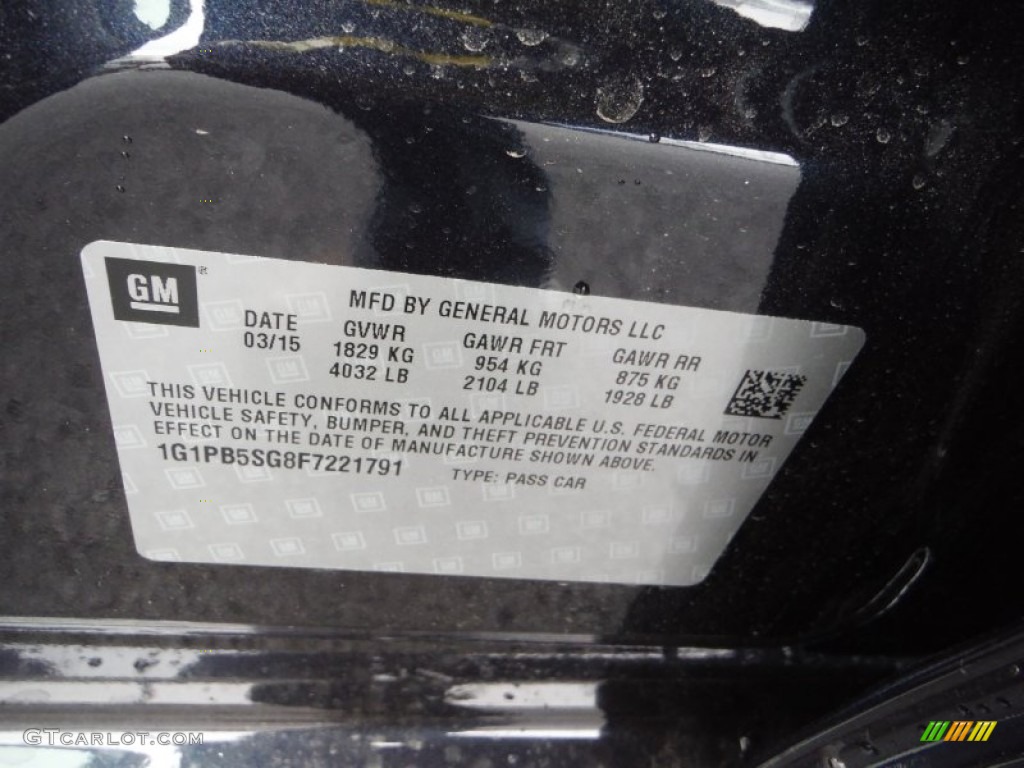 GM ®
MFD BY GENERAL MOTORS LLC
DATE GVWR GAWR FRT GAWR RR
03/15 1829 KG 954 KG 875 KG
4032 LB 2104 LB 1928 LB
THIS VEHICLE CONFORMS TO ALL APPLICABLE U.S. FEDERAL MOTOR
VEHICLE SAFETY, BUMPER, AND THEFT PREVENTION STANDARDS IN
EFFECT ON THE DATE OF MANUFACTURE SHOWN ABOVE.
1G1PB5SG8F7221791 TYPE: PASS CAR
GTCARLOT.COM